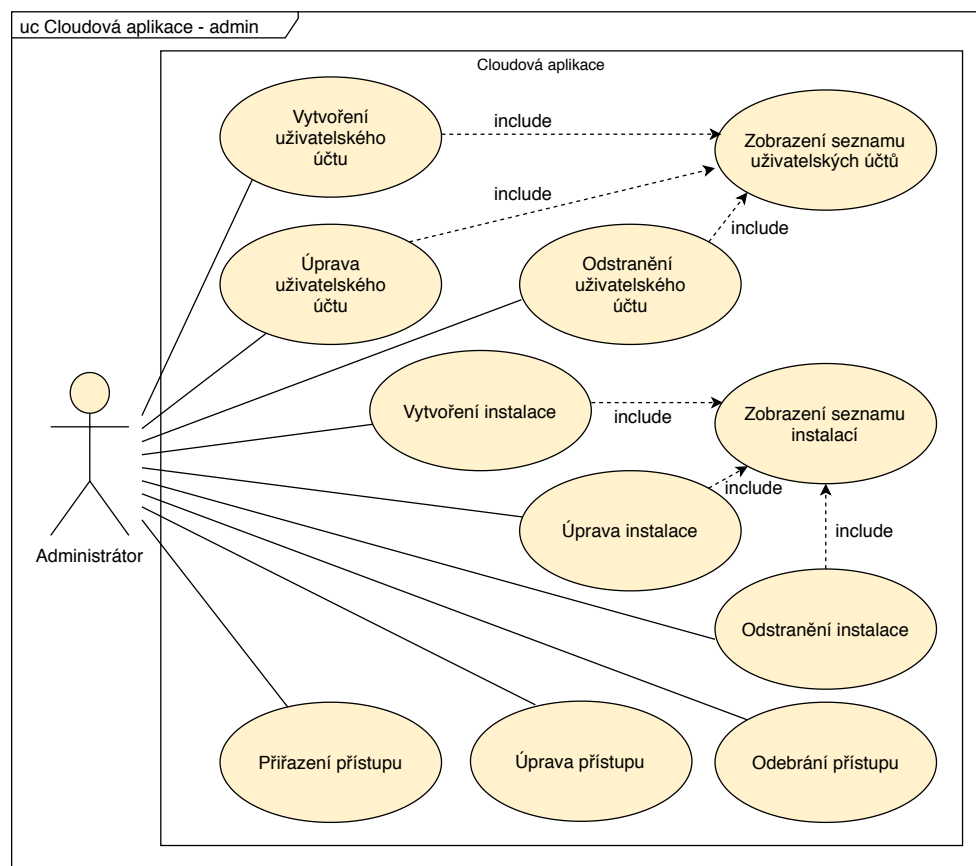 uc Cloudová aplikace - admin
Cloudová aplikace
Vytvoření
uživatelského
účtu
include
Zobrazení seznamu
uživatelských účtů
include
include
Úprava
uživatelského
účtu
Odstranění
uživatelského
účtu
Vytvoření instalace
include
Zobrazení seznamu
instalací
include
Úprava instalace
include
Administrátor
Odstranění instalace
Přiřazení přístupu
Úprava přístupu
Odebrání přístupu